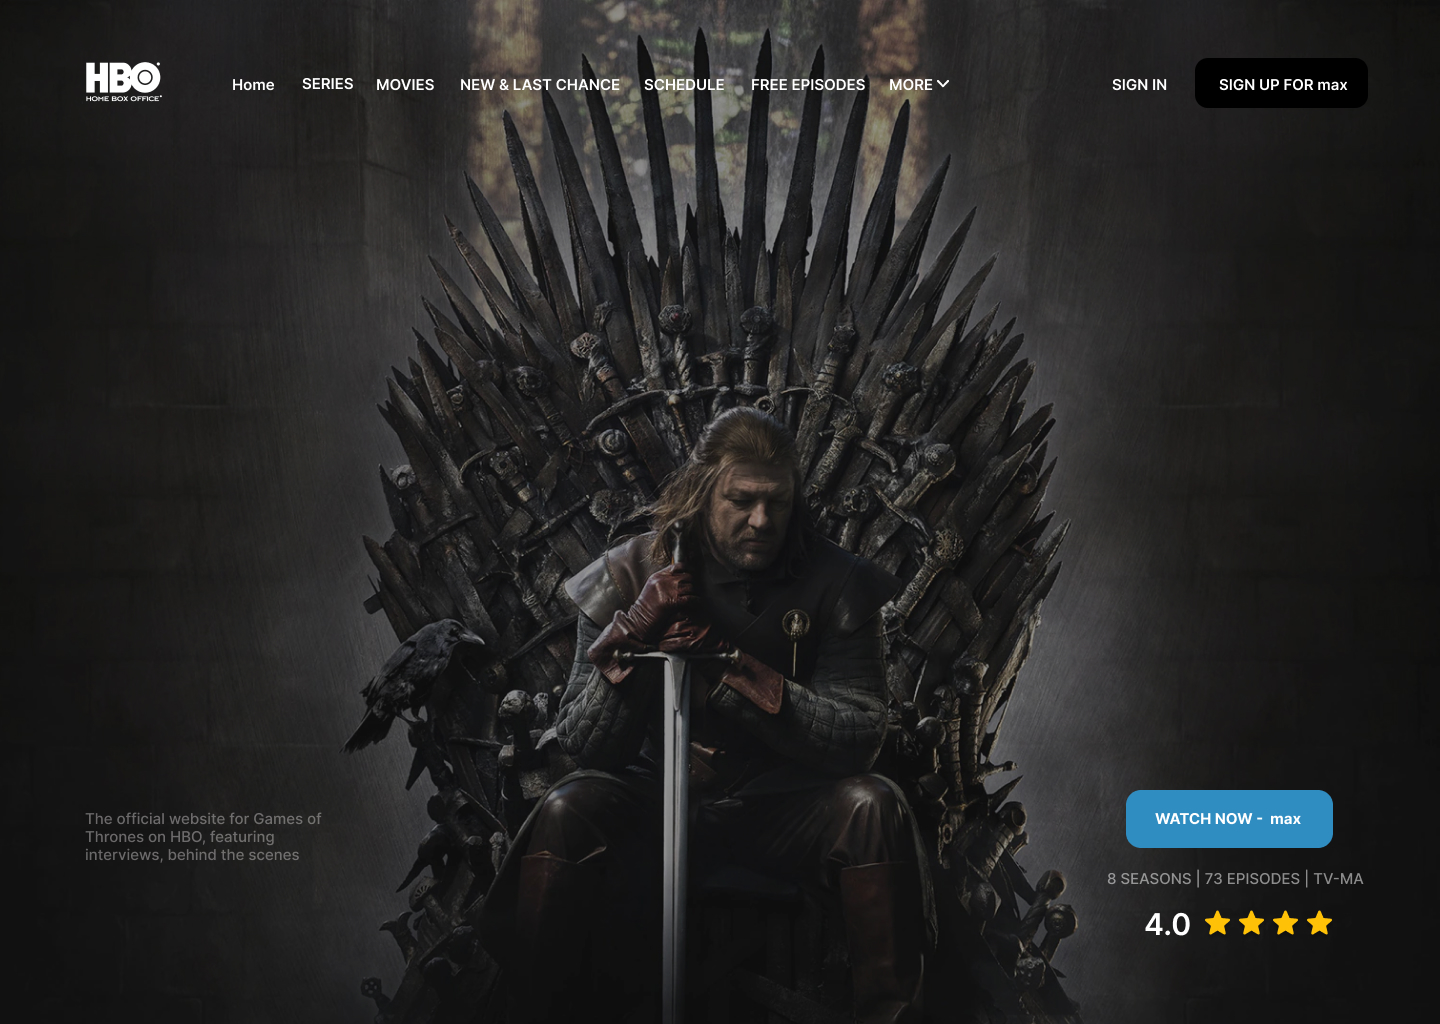 HBO
HOME BOX OFFICE
Home SERIES MOVIES NEW & LAST CHANCE SCHEDULE FREE EPISODES MORE SIGN IN SIGN UP FOR max
The official website for Games of
Thrones on HBO, featuring
interviews, behind the scenes
WATCH NOW - max
8 SEASONS | 73 EPISODES | TV-MA
4.0